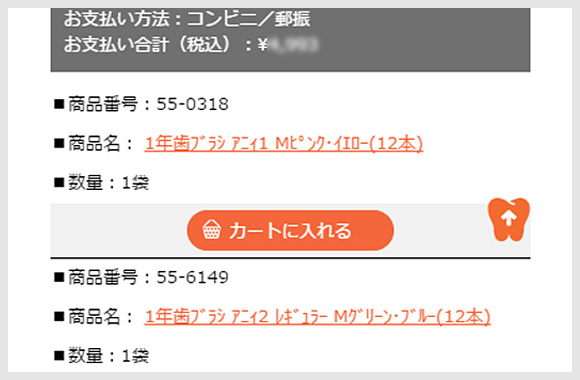 お支払い方法：コンビニ／郵振
お支払い合計（税込）：¥
■商品番号：55-0318
■商品名： 1年歯ﾌﾞﾗｼ ｱﾆｨ1 Mﾋﾟﾝｸ･ｲｴﾛｰ(12本)
■数量：1袋
カートに入れる
■商品番号：55-6149
■商品名： 1年歯ﾌﾞﾗｼ ｱﾆｨ2 ﾚｷﾞｭﾗｰ Mｸﾞﾘｰﾝ･ﾌﾞﾙｰ(12本)
■数量：1袋